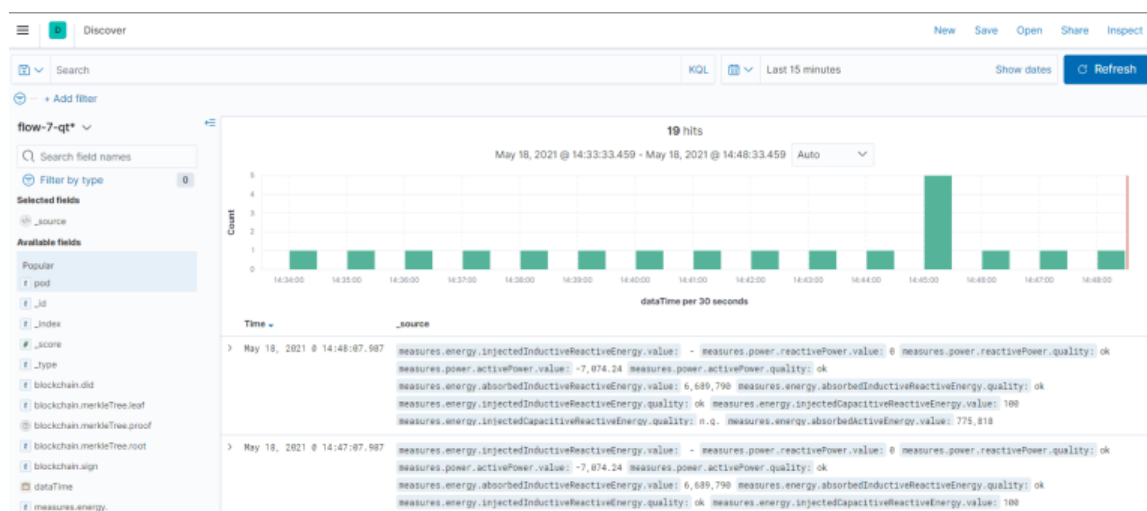 D Discover New Save Open Share Inspect
Search KQL Last 15 minutes Show dates Refresh
+ Add filter
flow-7-qt*
Search field names
Filter by type 0
Selected fields
_source
Available fields
Popular
t pod
t _id
t _index
# _score
t _type
t blockchain.did
t blockchain.merkleTree.leaf
blockchain.merkleTree.proof
t blockchain.merkleTree.root
t blockchain.sign
dataTime
t measures.energy.
19 hits
May 18, 2021 @ 14:33:33.459 - May 18, 2021 @ 14:48:33.459 Auto
Count
5
4
3
2
1
0
14:34:00 14:35:00 14:36:00 14:37:00 14:38:00 14:39:00 14:40:00 14:41:00 14:42:00 14:43:00 14:44:00 14:45:00 14:46:00 14:47:00 14:48:00
dataTime per 30 seconds
Time _source
> May 18, 2021 @ 14:48:07.987 measures.energy.injectedInductiveReactiveEnergy.value: - measures.power.reactivePower.value: 0 measures.power.reactivePower.quality: ok
measures.power.activePower.value: -7,074.24 measures.power.activePower.quality: ok
measures.energy.absorbedInductiveReactiveEnergy.value: 6,689,790 measures.energy.absorbedInductiveReactiveEnergy.quality: ok
measures.energy.injectedInductiveReactiveEnergy.quality: ok measures.energy.injectedCapacitiveReactiveEnergy.value: 100
measures.energy.injectedCapacitiveReactiveEnergy.quality: n.q. measures.energy.absorbedActiveEnergy.value: 775,818
> May 18, 2021 @ 14:47:07.987 measures.energy.injectedInductiveReactiveEnergy.value: - measures.power.reactivePower.value: 0 measures.power.reactivePower.quality: ok
measures.power.activePower.value: -7,074.24 measures.power.activePower.quality: ok
measures.energy.absorbedInductiveReactiveEnergy.value: 6,689,790 measures.energy.absorbedInductiveReactiveEnergy.quality: ok
measures.energy.injectedInductiveReactiveEnergy.quality: ok measures.energy.injectedCapacitiveReactiveEnergy.value: 100